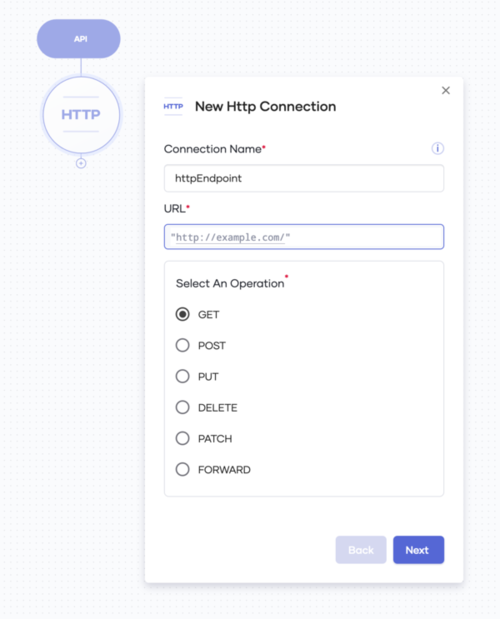 API
HTTP
HTTP New Http Connection
Connection Name*
httpEndpoint
URL*
"http://example.com/"
Select An Operation*
GET
POST
PUT
DELETE
PATCH
FORWARD
Back Next